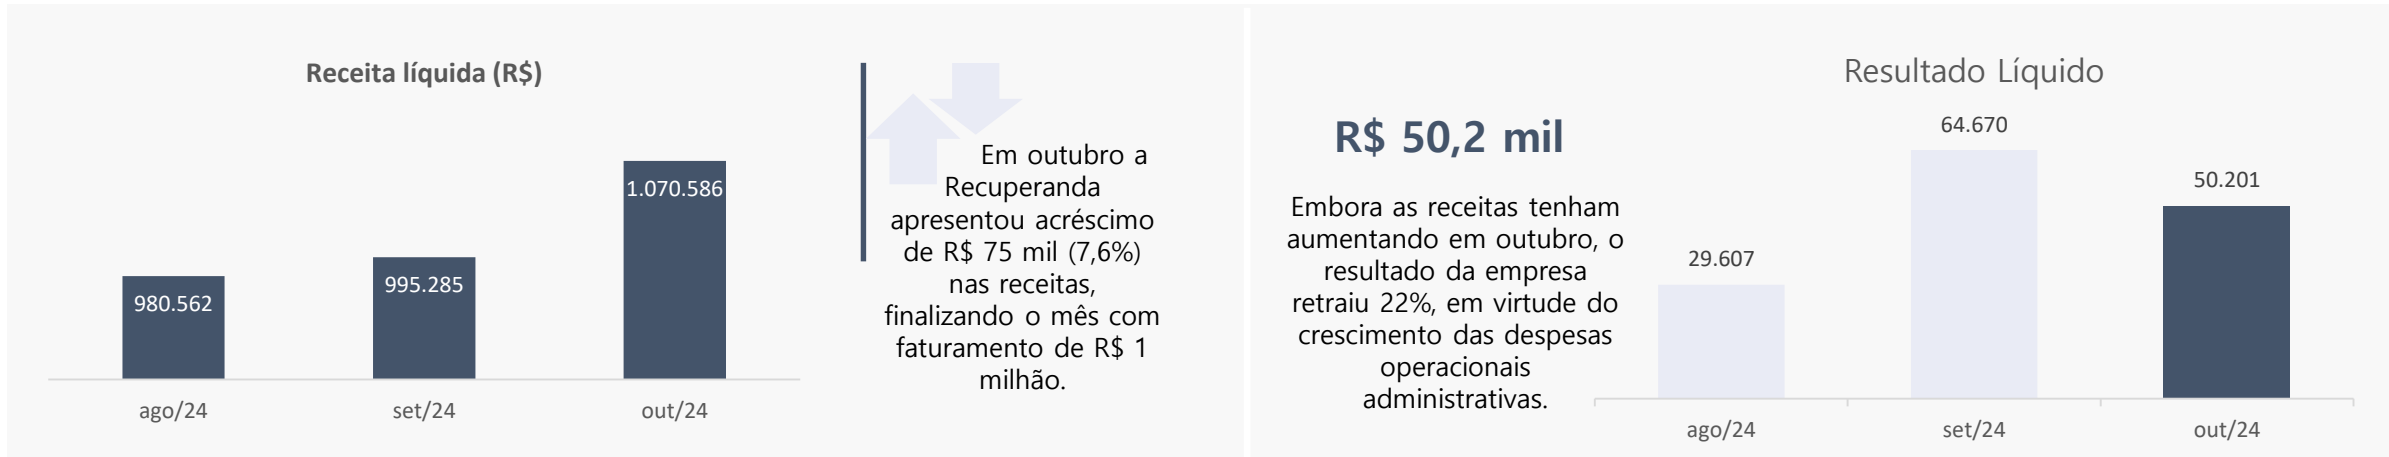 Receita líquida (R$)
980.562
995.285
1.070.586
ago/24
set/24
out/24
Em outubro a
Recuperanda
apresentou acréscimo
de R$ 75 mil (7,6%)
nas receitas,
finalizando o mês com
faturamento de R$ 1
milhão.
R$ 50,2 mil
Embora as receitas tenham
aumentando em outubro, o
resultado da empresa
retraiu 22%, em virtude do
crescimento das despesas
operacionais
administrativas.
Resultado Líquido
29.607
64.670
50.201
ago/24
set/24
out/24